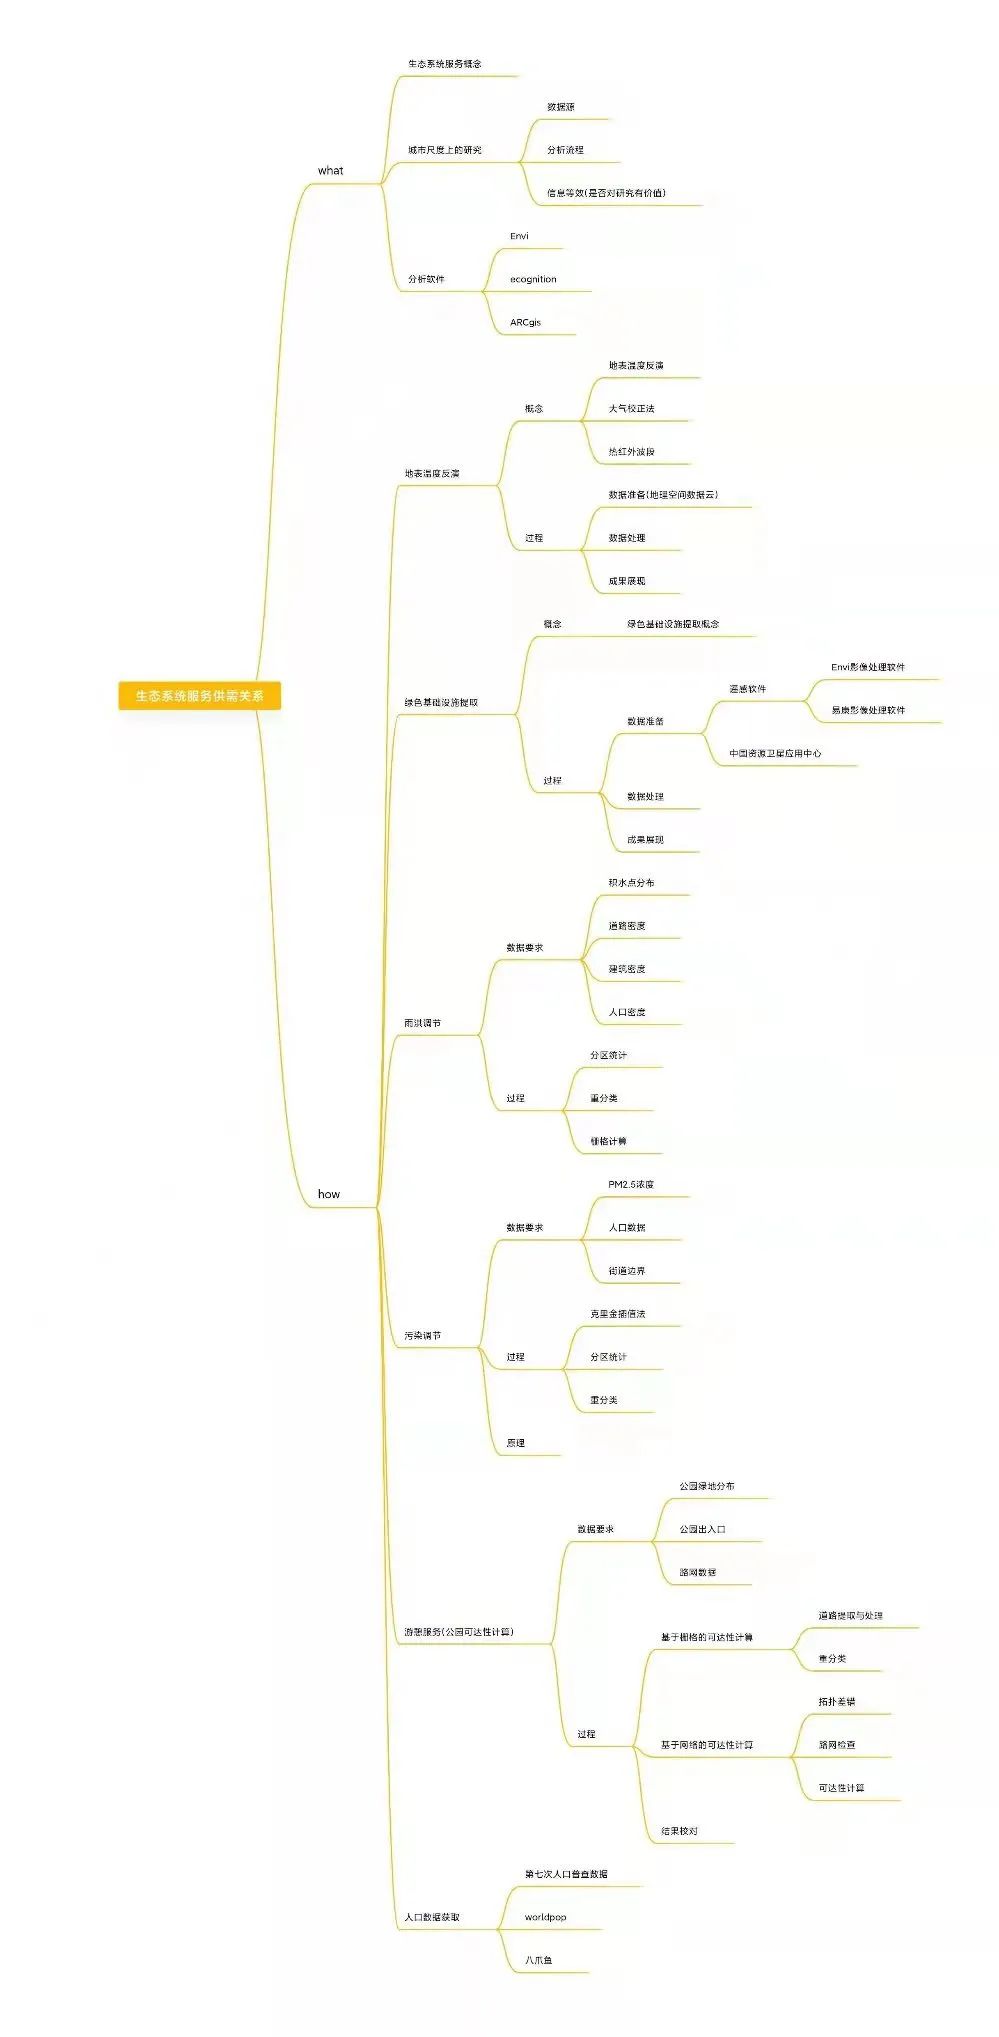 生态系统服务概念
数据源
城市尺度上的研究
分析流程
what
信息等效(是否对研究有价值)
Envi
分析软件
ecognition
ARCgis
地表温度反演
概念
大气校正法
热红外波段
地表温度反演
数据准备(地理空间数据云)
过程
数据处理
成果展现
概念
绿色基础设施提取概念
Envi影像处理软件
遥感软件
生态系统服务供需关系
绿色基础设施提取
易康影像处理软件
数据准备
中国资源卫星应用中心
过程
数据处理
成果展现
积水点分布
道路密度
数据要求
建筑密度
人口密度
雨洪调节
分区统计
过程
重分类
栅格计算
PM2.5浓度
how
数据要求
人口数据
街道边界
克里金插值法
污染调节
过程
分区统计
重分类
原理
公园绿地分布
数据要求
公园出入口
路网数据
道路提取与处理
游憩服务(公园可达性计算)
基于栅格的可达性计算
重分类
拓扑差错
过程
基于网络的可达性计算
路网检查
可达性计算
结果校对
第七次人口普查数据
人口数据获取
worldpop
八爪鱼